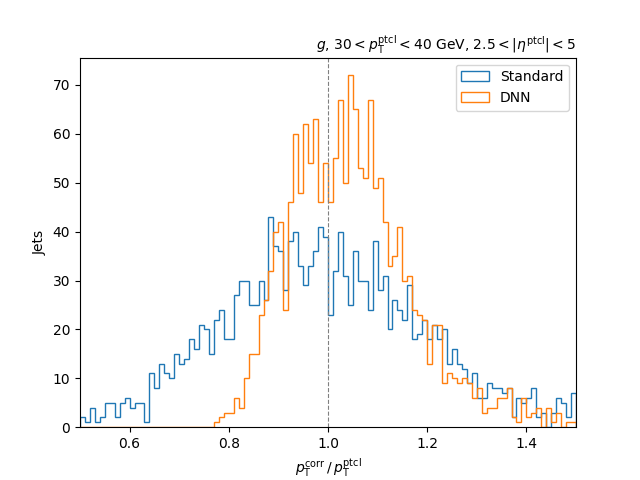 g, 30 < p_T^ptcl < 40 GeV, 2.5 < |η^ptcl| < 5
Standard
DNN
Jets
70
60
50
40
30
20
10
0
0.6 0.8 1.0 1.2 1.4
p_T^corr / p_T^ptcl